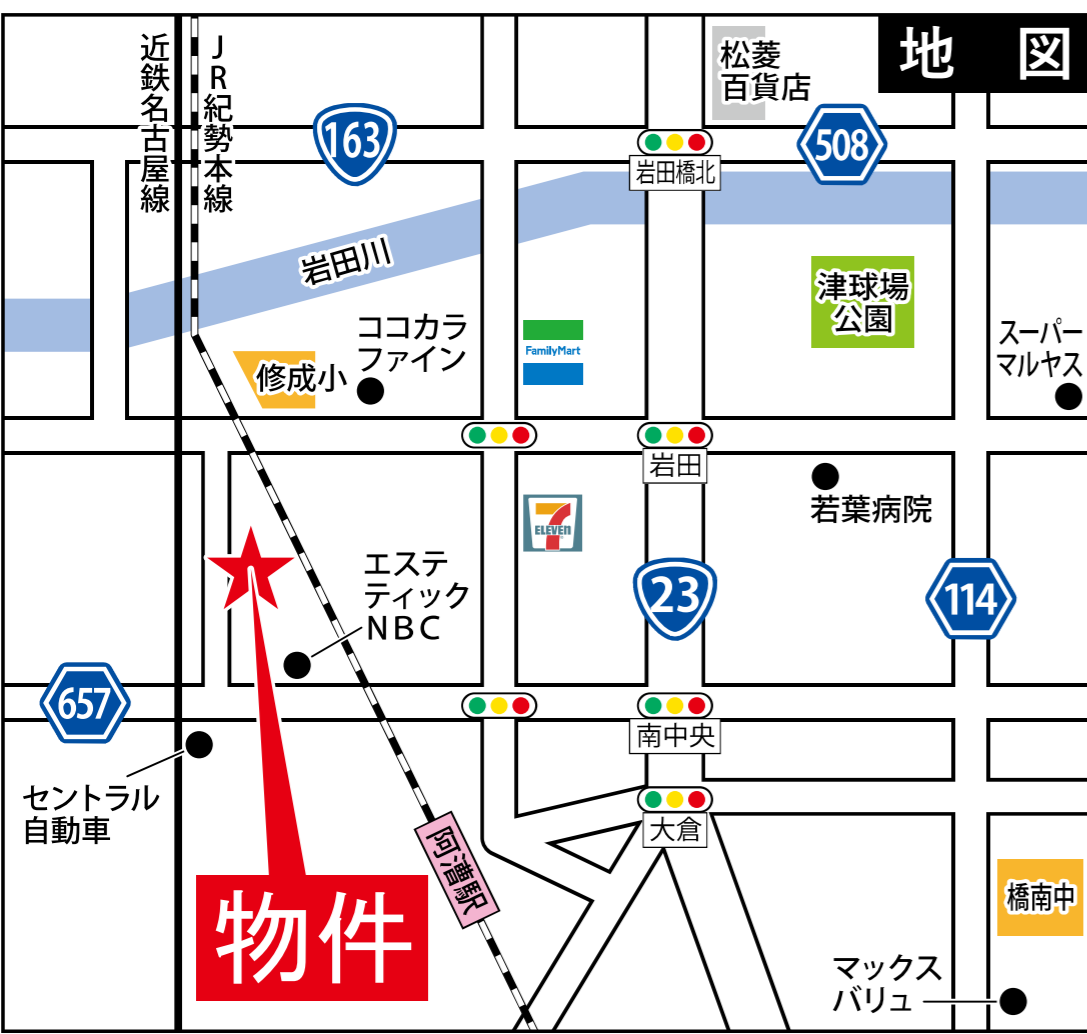 地 図
近鉄名古屋線
JR紀勢本線
163
松菱
百貨店
508
岩田橋北
岩田川
津球場
公園
ココカラ
ファイン
FamilyMart
スーパー
マルヤス
修成小
岩田
若葉病院
7
ELEVEN
エステ
ティック
NBC
23
114
657
南中央
セントラル
自動車
大倉
阿漕駅
橋南中
物件
マックス
バリュ